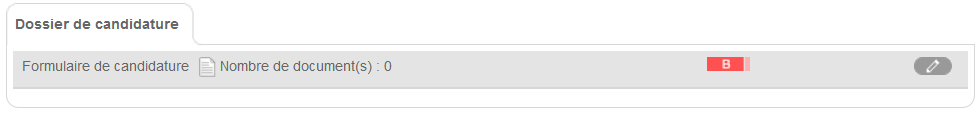 Dossier de candidature
Formulaire de candidature Nombre de document(s) : 0 B